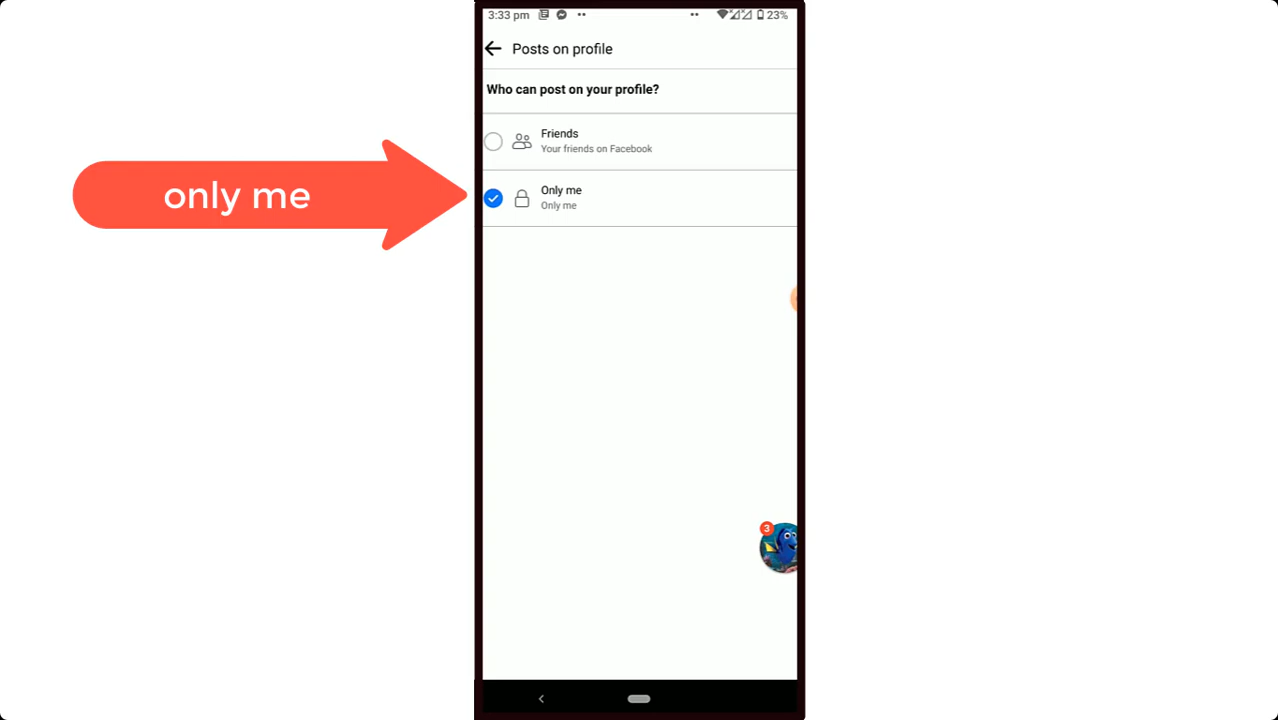 3:33 pm 23%
Posts on profile
Who can post on your profile?
Friends
Your friends on Facebook
only me
Only me
Only me
3